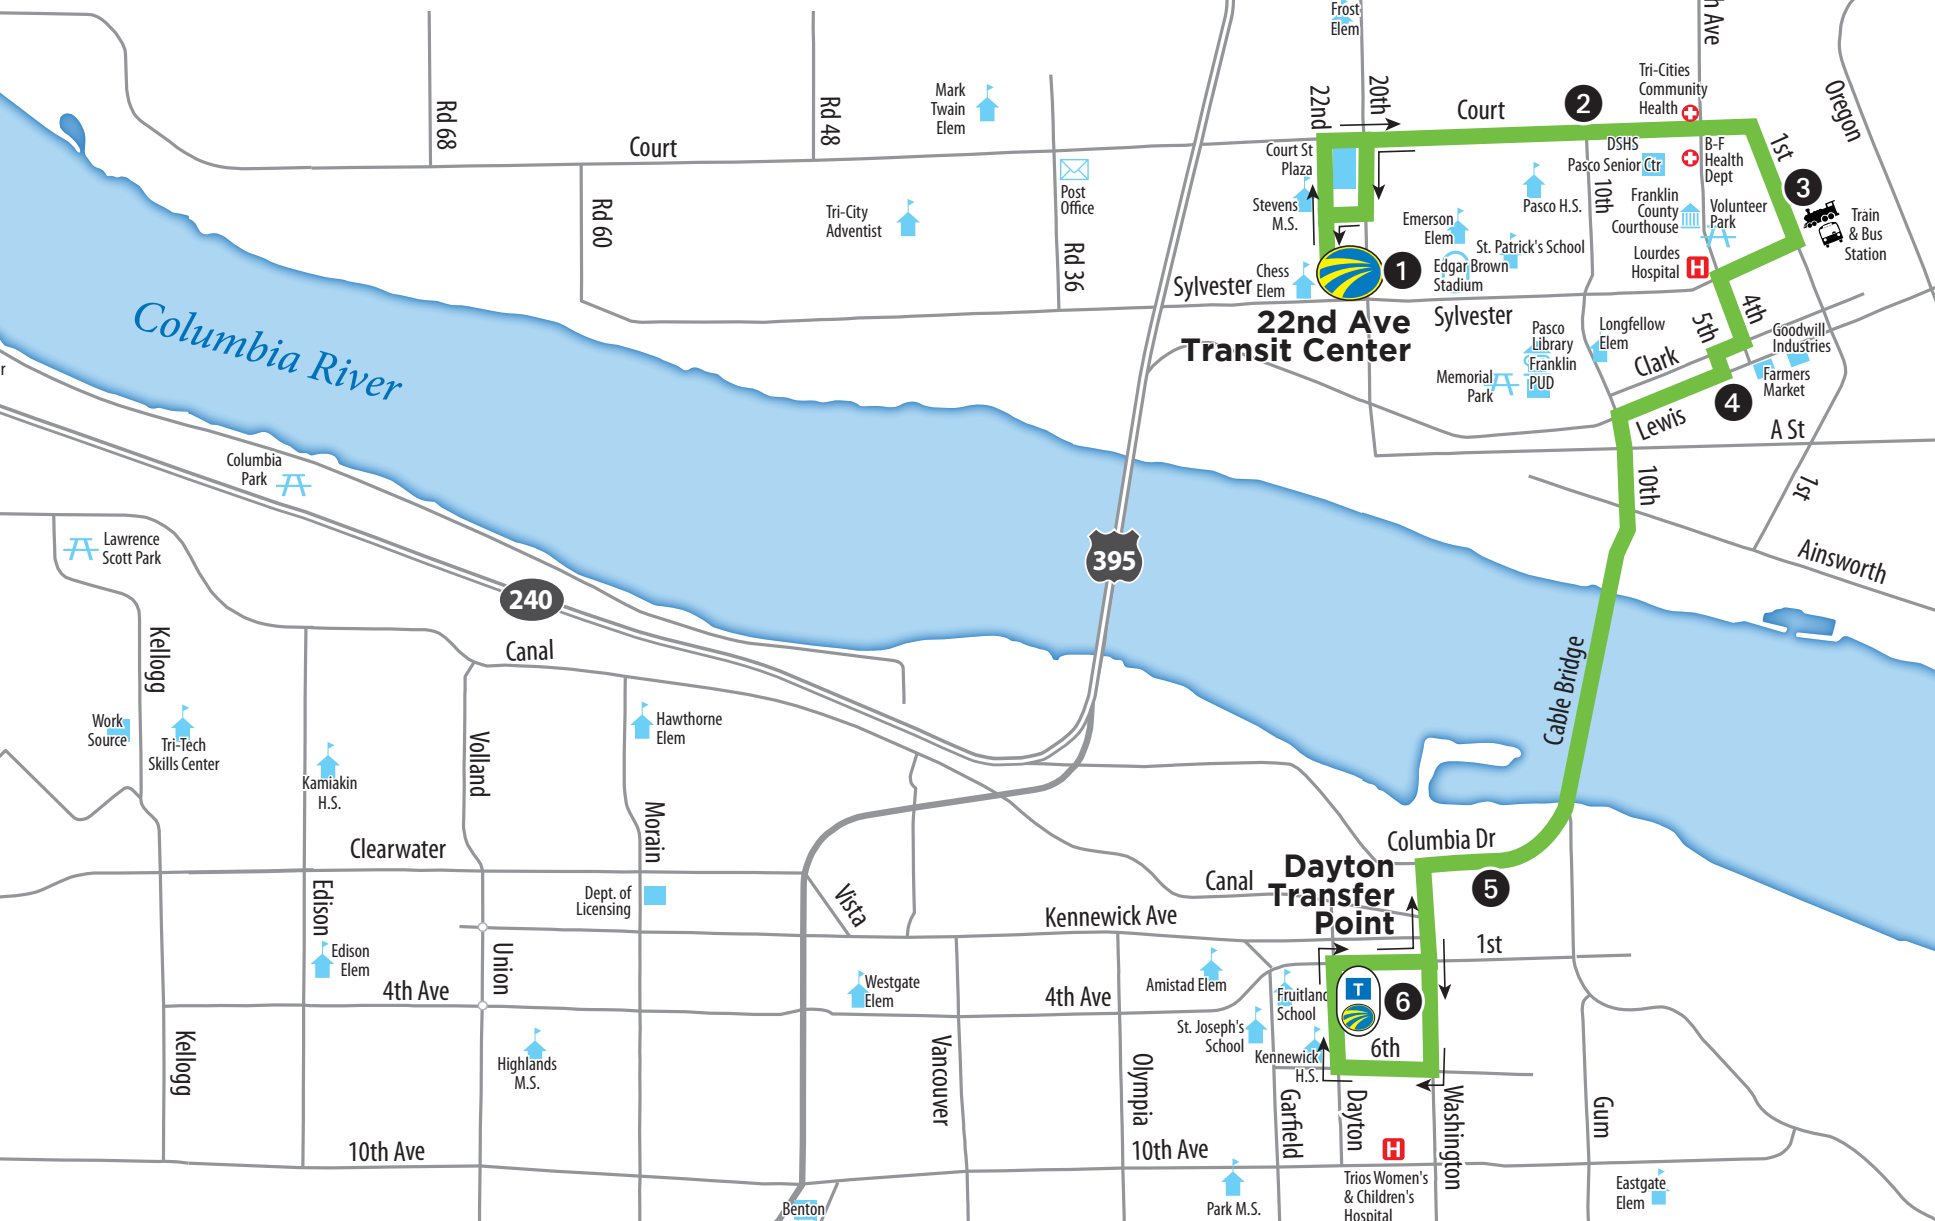 Frost
Elem
h Ave
Tri-Cities
Community
Health
Oregon
Mark
Twain
Elem
Rd 68
Rd 48
22nd
20th
Court
2
1st
Court
Court St
Plaza
DSHS
Pasco Senior Ctr
B-F
Health
Dept
3
Post
Office
Rd 60
Tri-City
Adventist
Stevens
M.S.
Pasco H.S.
10th
Franklin
County
Courthouse
Volunteer
Park
Train
& Bus
Station
Rd 36
Emerson
Elem
St. Patrick's School
Edgar Brown
Stadium
Lourdes
Hospital
H
Sylvester
Chess
Elem
1
22nd Ave
Transit Center
Sylvester
Pasco
Library
Franklin
PUD
Memorial
Park
Longfellow
Elem
Clark
5th
4th
Goodwill
Industries
Farmers
Market
4
Lewis
A St
10th
1st
Ainsworth
Columbia River
r
Columbia
Park
Lawrence
Scott Park
240
395
Canal
Kellogg
Work
Source
Tri-Tech
Skills Center
Kamiakin
H.S.
Volland
Hawthorne
Elem
Morain
Cable Bridge
Clearwater
Columbia Dr
5
Dayton
Transfer
Point
Canal
Dept. of
Licensing
Vista
Kennewick Ave
1st
Edison
Edison
Elem
Union
4th Ave
Westgate
Elem
4th Ave
Amistad Elem
Fruitland
School
T
6
St. Joseph's
School
Kennewick
H.S.
6th
Kellogg
Highlands
M.S.
Vancouver
Olympia
Garfield
Dayton
Washington
Gum
10th Ave
10th Ave
H
Trios Women's
& Children's
Hospital
Park M.S.
Eastgate
Elem
Benton